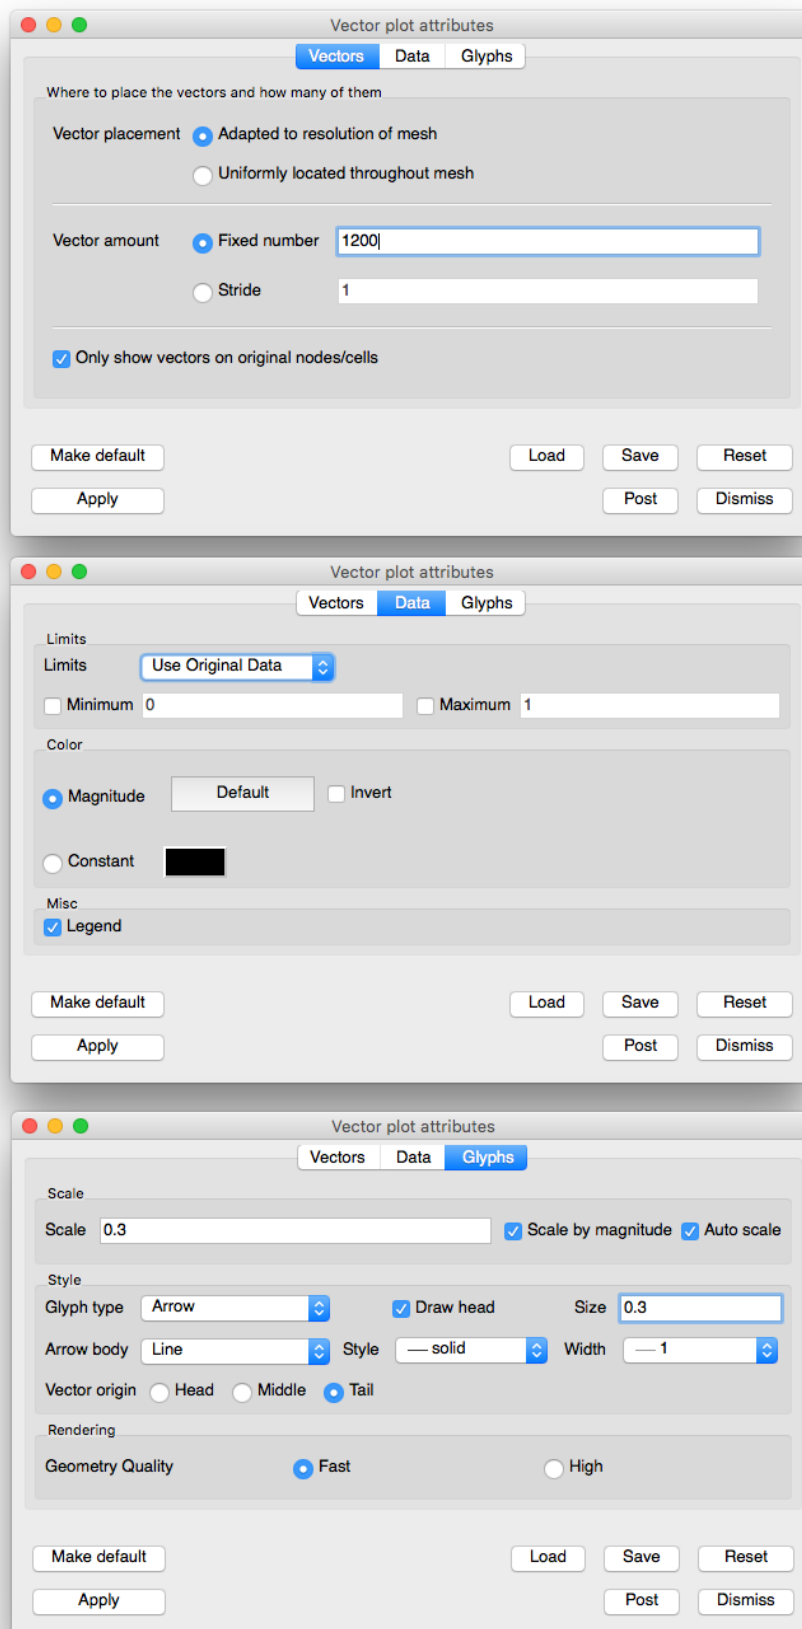 Vector plot attributes
Vectors Data Glyphs
Where to place the vectors and how many of them
Vector placement Adapted to resolution of mesh
Uniformly located throughout mesh
Vector amount Fixed number 1200
Stride 1
Only show vectors on original nodes/cells
Make default Load Save Reset
Apply Post Dismiss
Vector plot attributes
Vectors Data Glyphs
Limits
Limits Use Original Data
Minimum 0 Maximum 1
Color
Magnitude Default Invert
Constant
Misc
Legend
Make default Load Save Reset
Apply Post Dismiss
Vector plot attributes
Vectors Data Glyphs
Scale
Scale 0.3 Scale by magnitude Auto scale
Style
Glyph type Arrow Draw head Size 0.3
Arrow body Line Style solid Width 1
Vector origin Head Middle Tail
Rendering
Geometry Quality Fast High
Make default Load Save Reset
Apply Post Dismiss